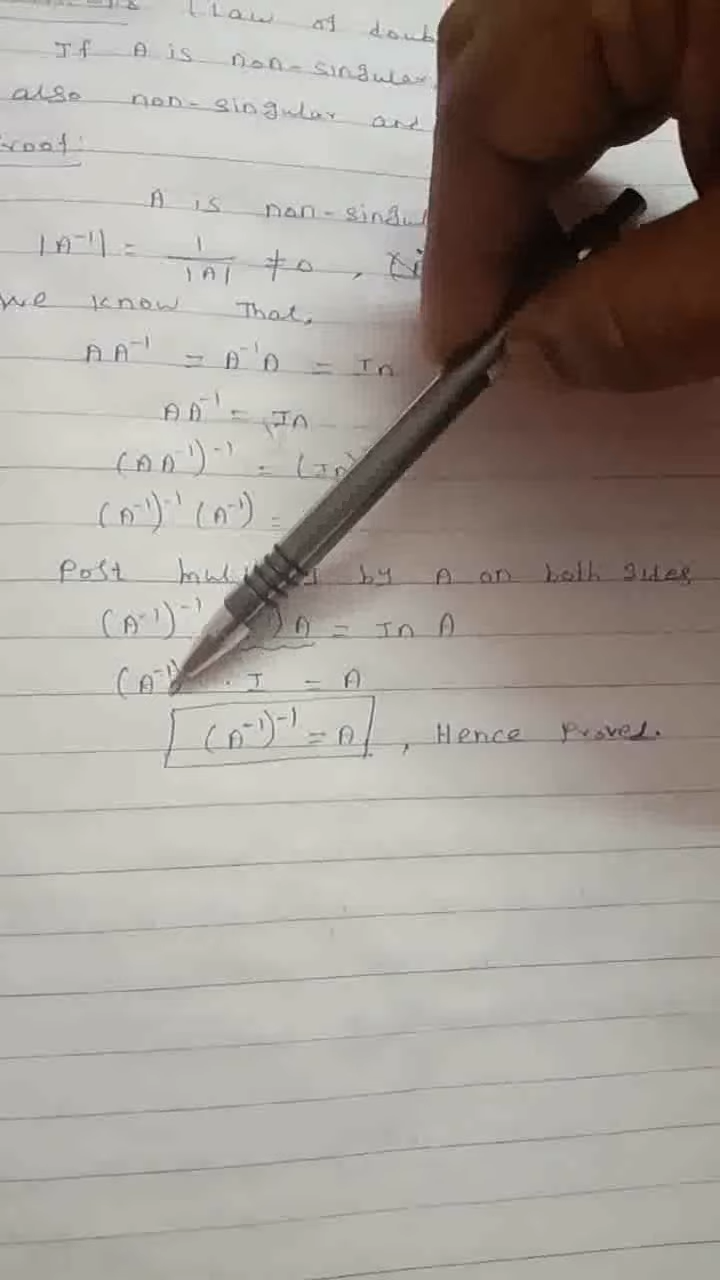 (Law of doub
If A is non-singular
also non-singular and
roof:
A is non-singul
|A⁻¹| = 1/|A| ≠ 0 ,
we know That,
AA⁻¹ = A⁻¹A = In
AA⁻¹ = In
(AA⁻¹)⁻¹ = (In)
(A⁻¹)⁻¹ (A⁻¹) =
Post by A on both sides
(A⁻¹)⁻¹ ) A = In A
(A⁻¹) . I = A
(A⁻¹)⁻¹ = A , Hence Proved.